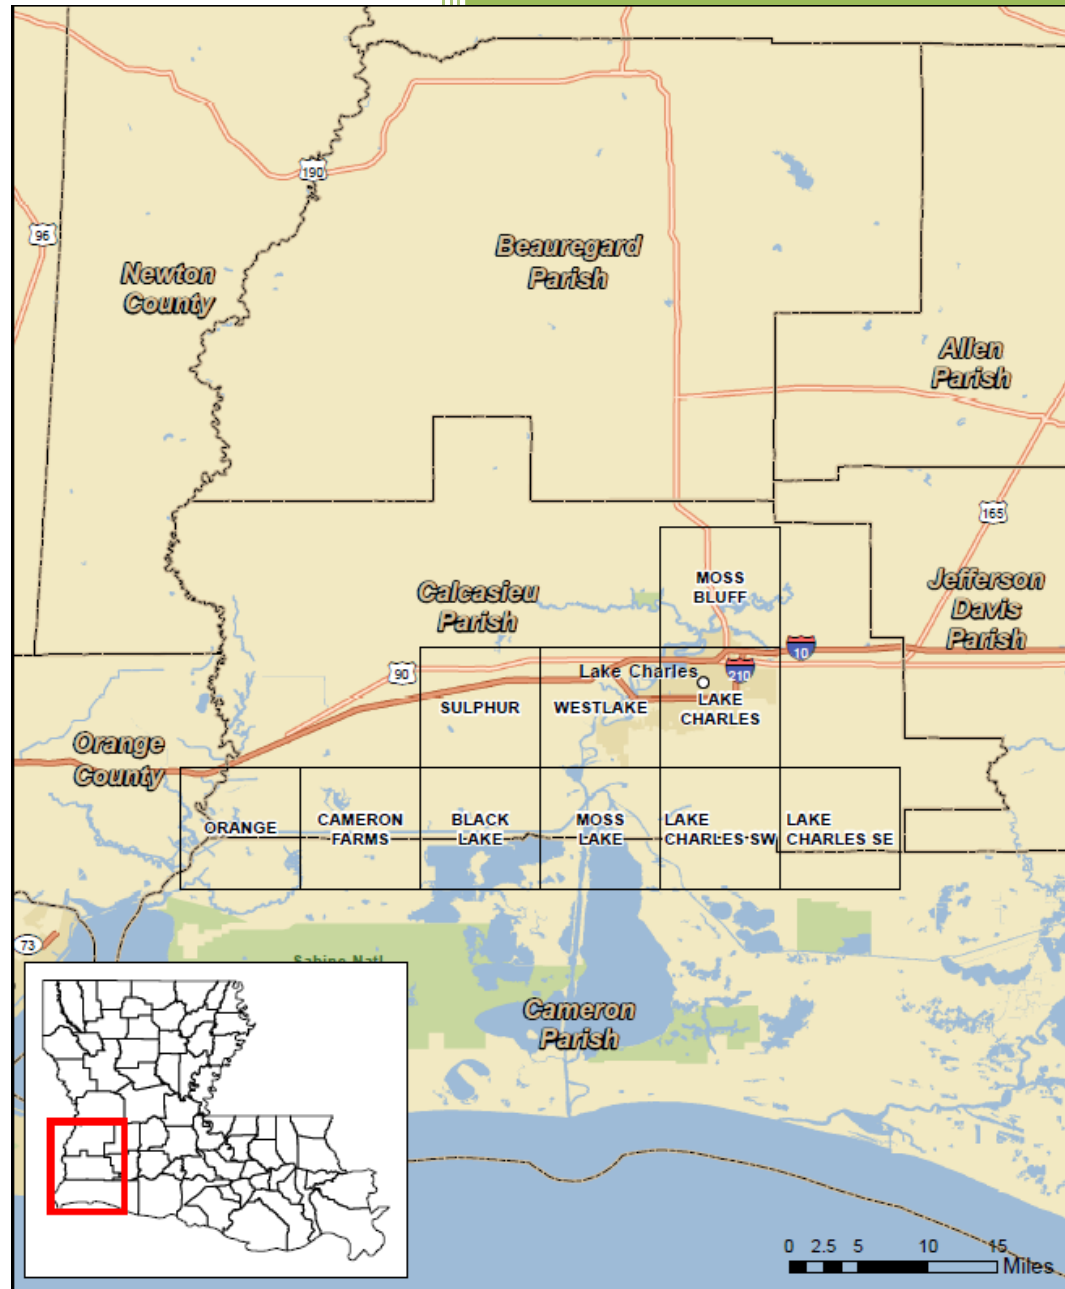 190
96
Beauregard
Parish
Newton
County
Allen
Parish
165
MOSS
BLUFF
Calcasieu
Parish
Jefferson
Davis
Parish
10
90
Lake Charles
210
SULPHUR
WESTLAKE
LAKE
CHARLES
Orange
County
ORANGE
CAMERON
FARMS
BLACK
LAKE
MOSS
LAKE
LAKE
CHARLES SW
LAKE
CHARLES SE
73
Sabine Natl
Cameron
Parish
0 2.5 5 10 15
Miles